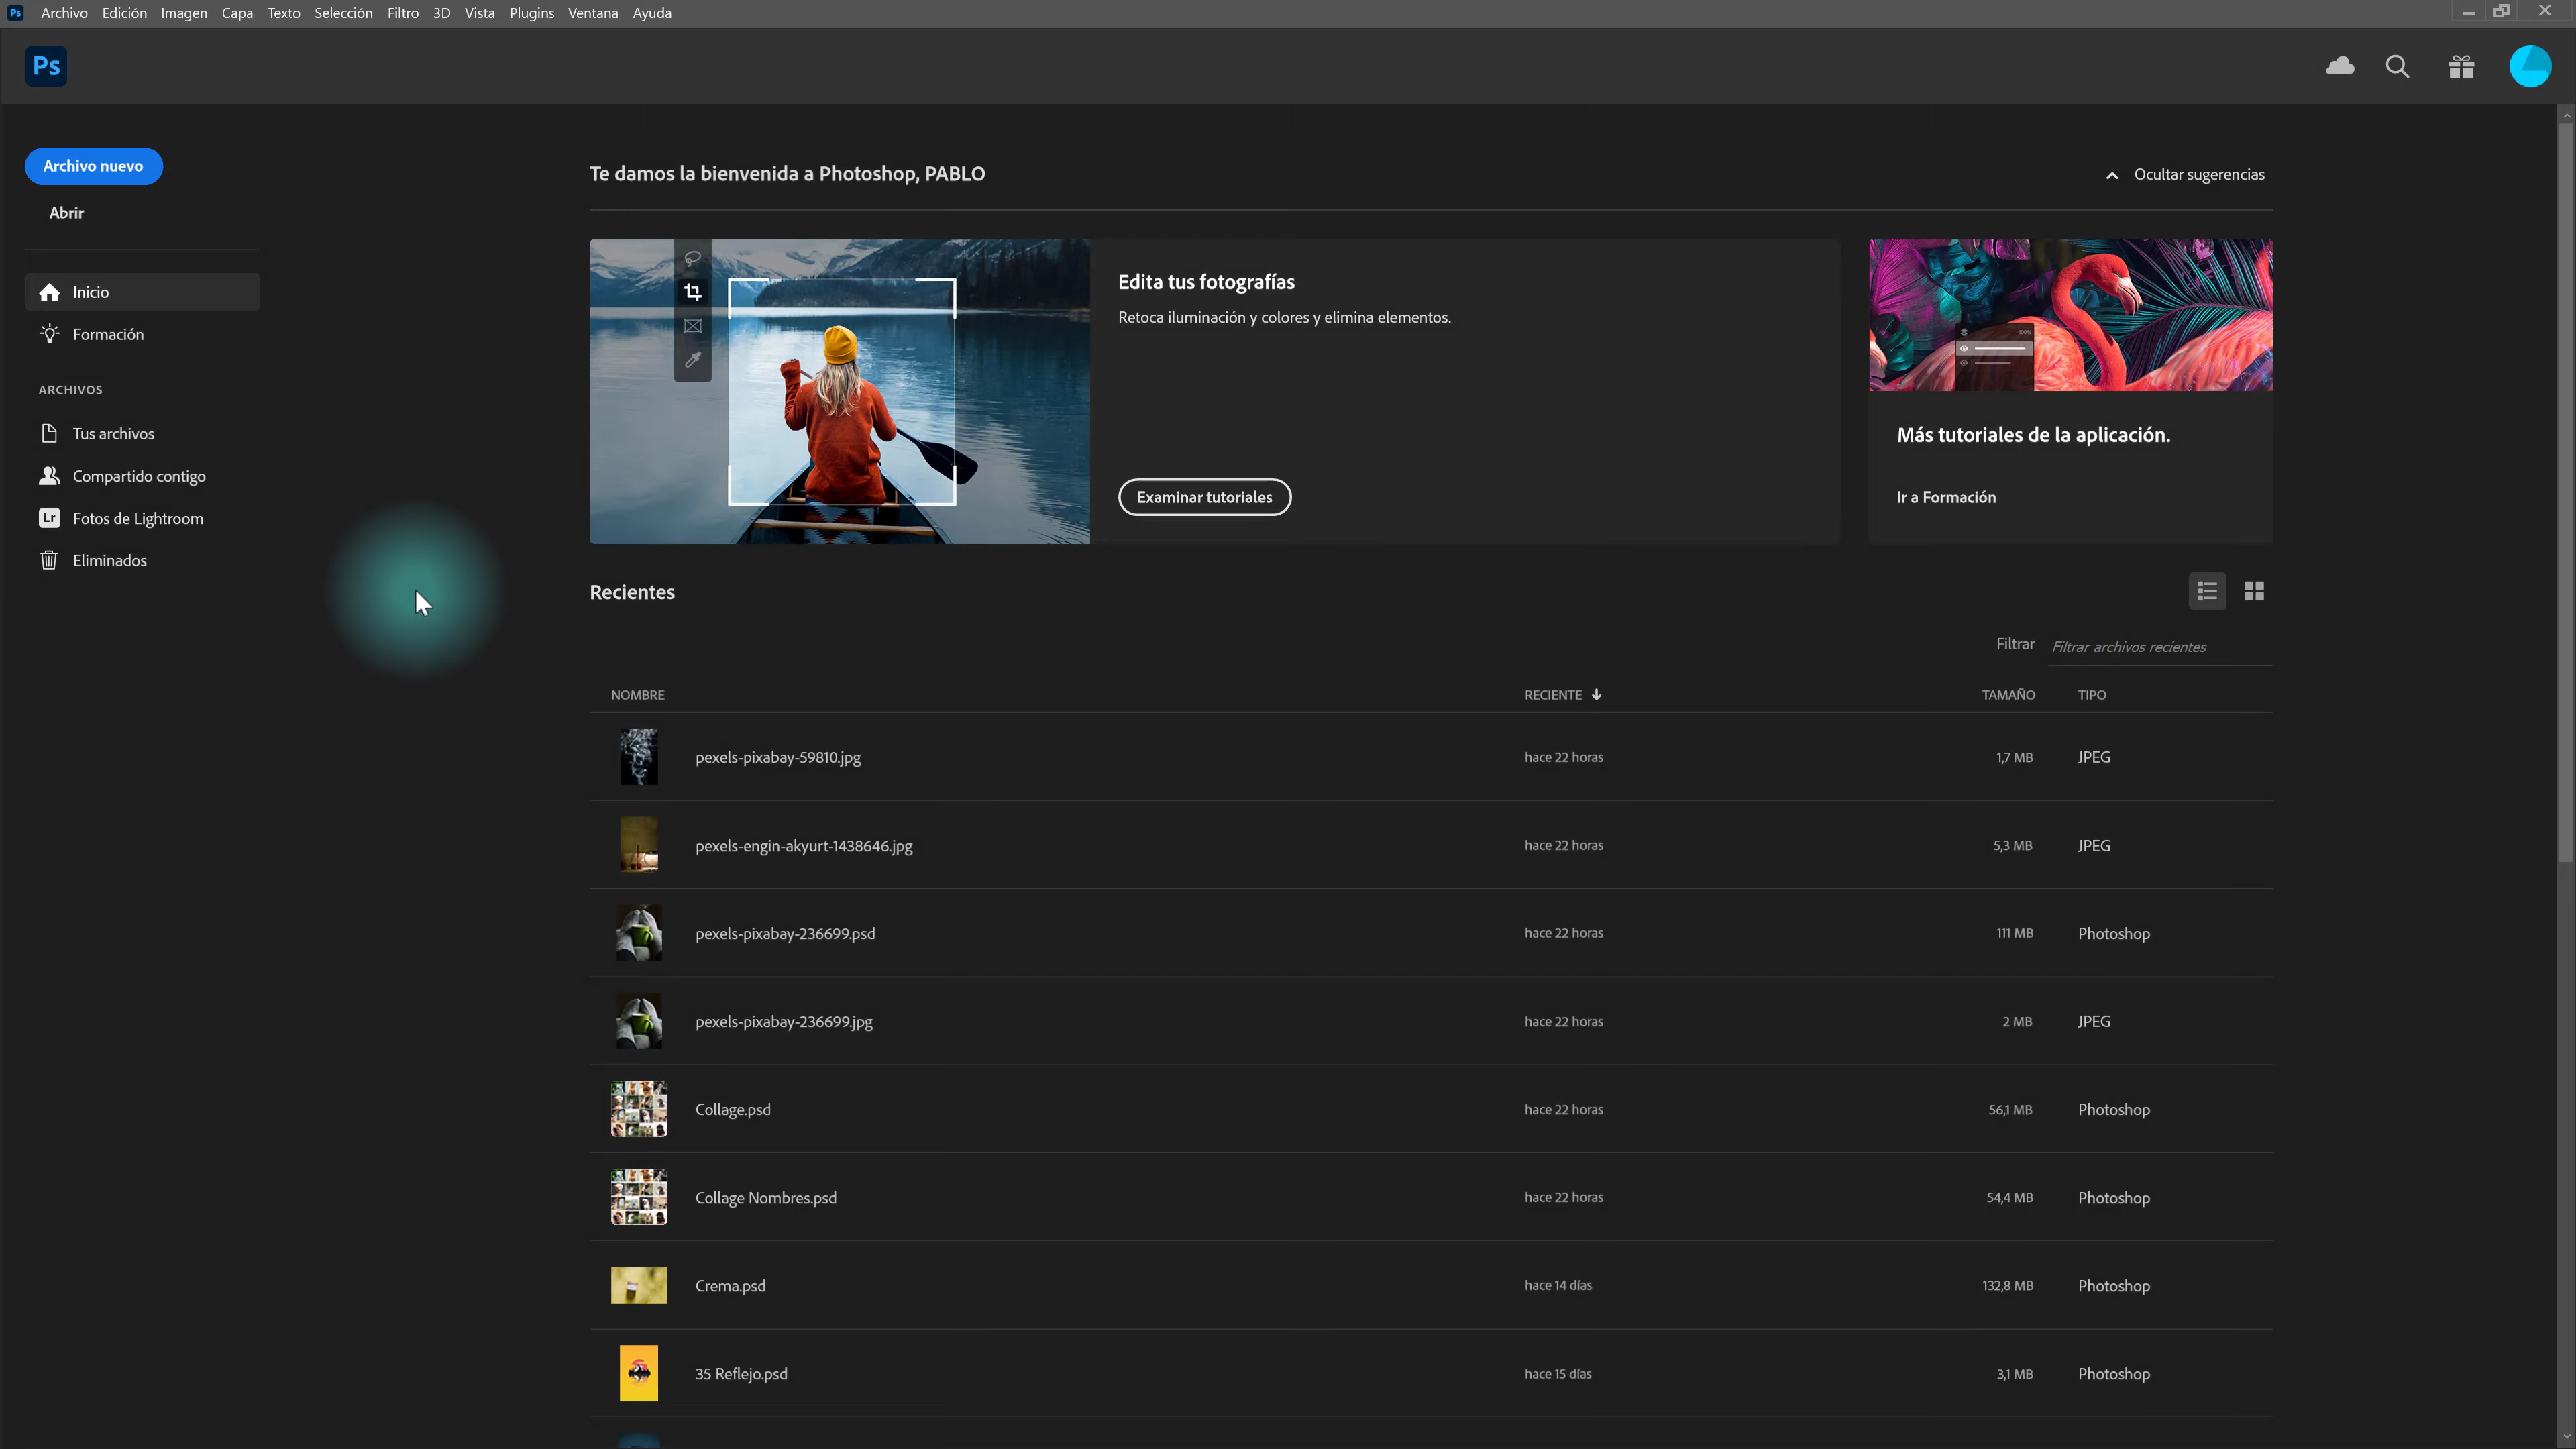 Ps Archivo Edición Imagen Capa Texto Selección Filtro 3D Vista Plugins Ventana Ayuda
Ps
Archivo nuevo
Abrir
Inicio
Formación
ARCHIVOS
Tus archivos
Compartido contigo
Lr Fotos de Lightroom
Eliminados
Te damos la bienvenida a Photoshop, PABLO
Ocultar sugerencias
Edita tus fotografías
Retoca iluminación y colores y elimina elementos.
Examinar tutoriales
100%
Más tutoriales de la aplicación.
Ir a Formación
Recientes
Filtrar Filtrar archivos recientes
NOMBRE RECIENTE TAMAÑO TIPO
pexels-pixabay-59810.jpg hace 22 horas 1,7 MB JPEG
pexels-engin-akyurt-1438646.jpg hace 22 horas 5,3 MB JPEG
pexels-pixabay-236699.psd hace 22 horas 111 MB Photoshop
pexels-pixabay-236699.jpg hace 22 horas 2 MB JPEG
Collage.psd hace 22 horas 56,1 MB Photoshop
Collage Nombres.psd hace 22 horas 54,4 MB Photoshop
Crema.psd hace 14 días 132,8 MB Photoshop
35 Reflejo.psd hace 15 días 3,1 MB Photoshop